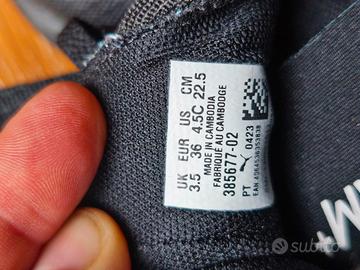 UK EUR US CM
3.5 36 4.5C 22.5
MADE IN CAMBODIA
FABRIQUÉ AU CAMBODGE
385677-02
PT 0423
M
subito